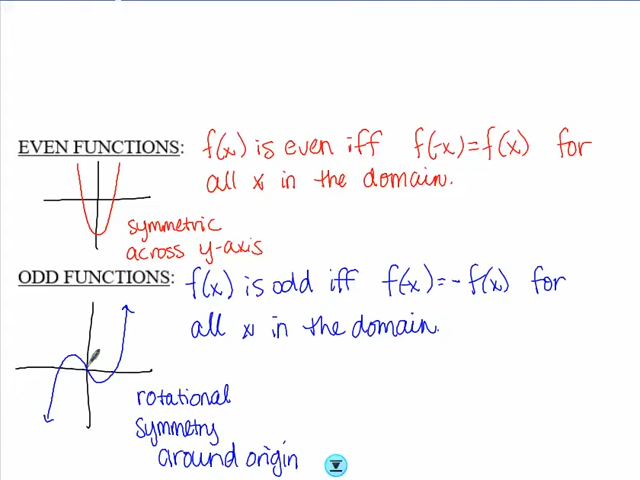 EVEN FUNCTIONS: f(x) is even iff f(-x)=f(x) for
all x in the domain.
symmetric
across y-axis
ODD FUNCTIONS: f(x) is odd iff f(-x)=-f(x) for
all x in the domain.
rotational
symmetry
around origin